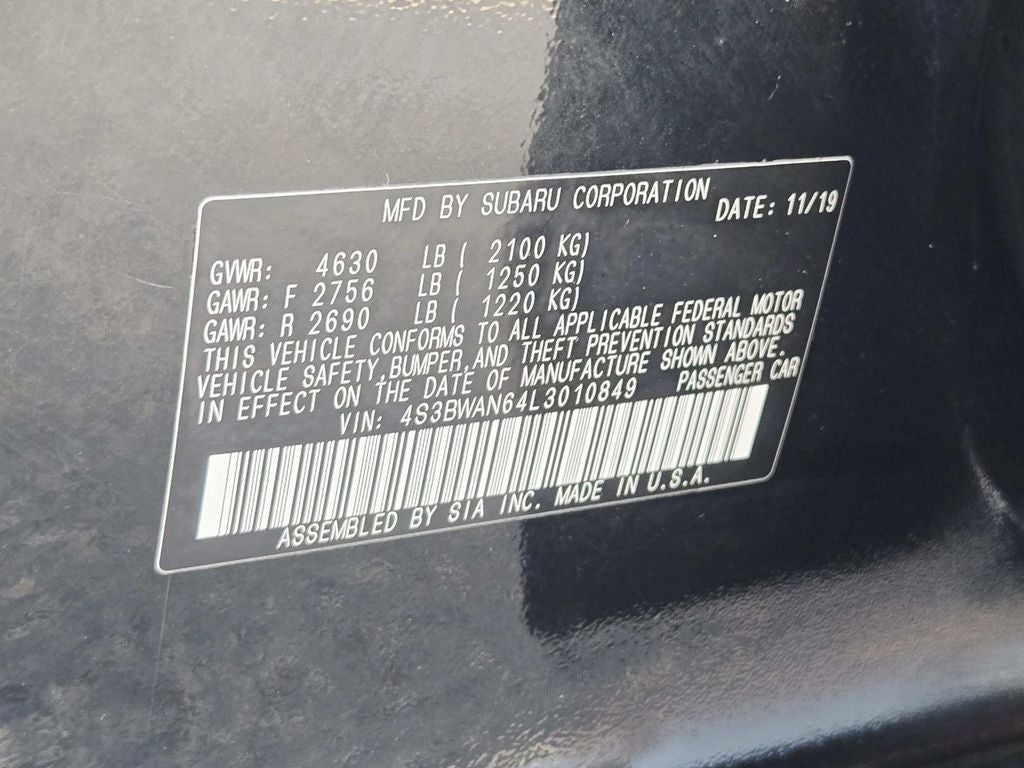 MFD BY SUBARU CORPORATION DATE: 11/19
GVWR: 4630 LB ( 2100 KG)
GAWR: F 2756 LB ( 1250 KG)
GAWR: R 2690 LB ( 1220 KG)
THIS VEHICLE CONFORMS TO ALL APPLICABLE FEDERAL MOTOR
VEHICLE SAFETY,BUMPER,AND THEFT PREVENTION STANDARDS
IN EFFECT ON THE DATE OF MANUFACTURE SHOWN ABOVE.
VIN: 4S3BWAN64L3010849 PASSENGER CAR
ASSEMBLED BY SIA INC. MADE IN U.S.A.